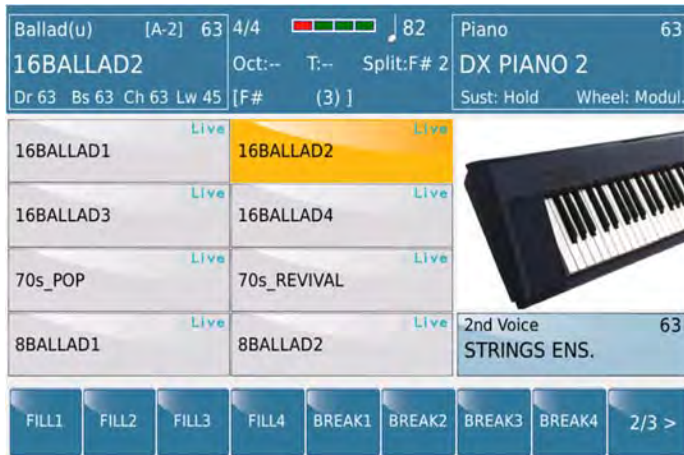 Ballad(u) [A-2] 63
16BALLAD2
Dr 63 Bs 63 Ch 63 Lw 45
4/4 ♩ 82
Oct:-- T:-- Split:F# 2
[F# (3) ]
Piano 63
DX PIANO 2
Sust: Hold Wheel: Modul.
Live
16BALLAD1
Live
16BALLAD2
Live
16BALLAD3
Live
16BALLAD4
Live
70s_POP
Live
70s_REVIVAL
Live
8BALLAD1
Live
8BALLAD2
2nd Voice 63
STRINGS ENS.
FILL1 FILL2 FILL3 FILL4 BREAK1 BREAK2 BREAK3 BREAK4 2/3 >